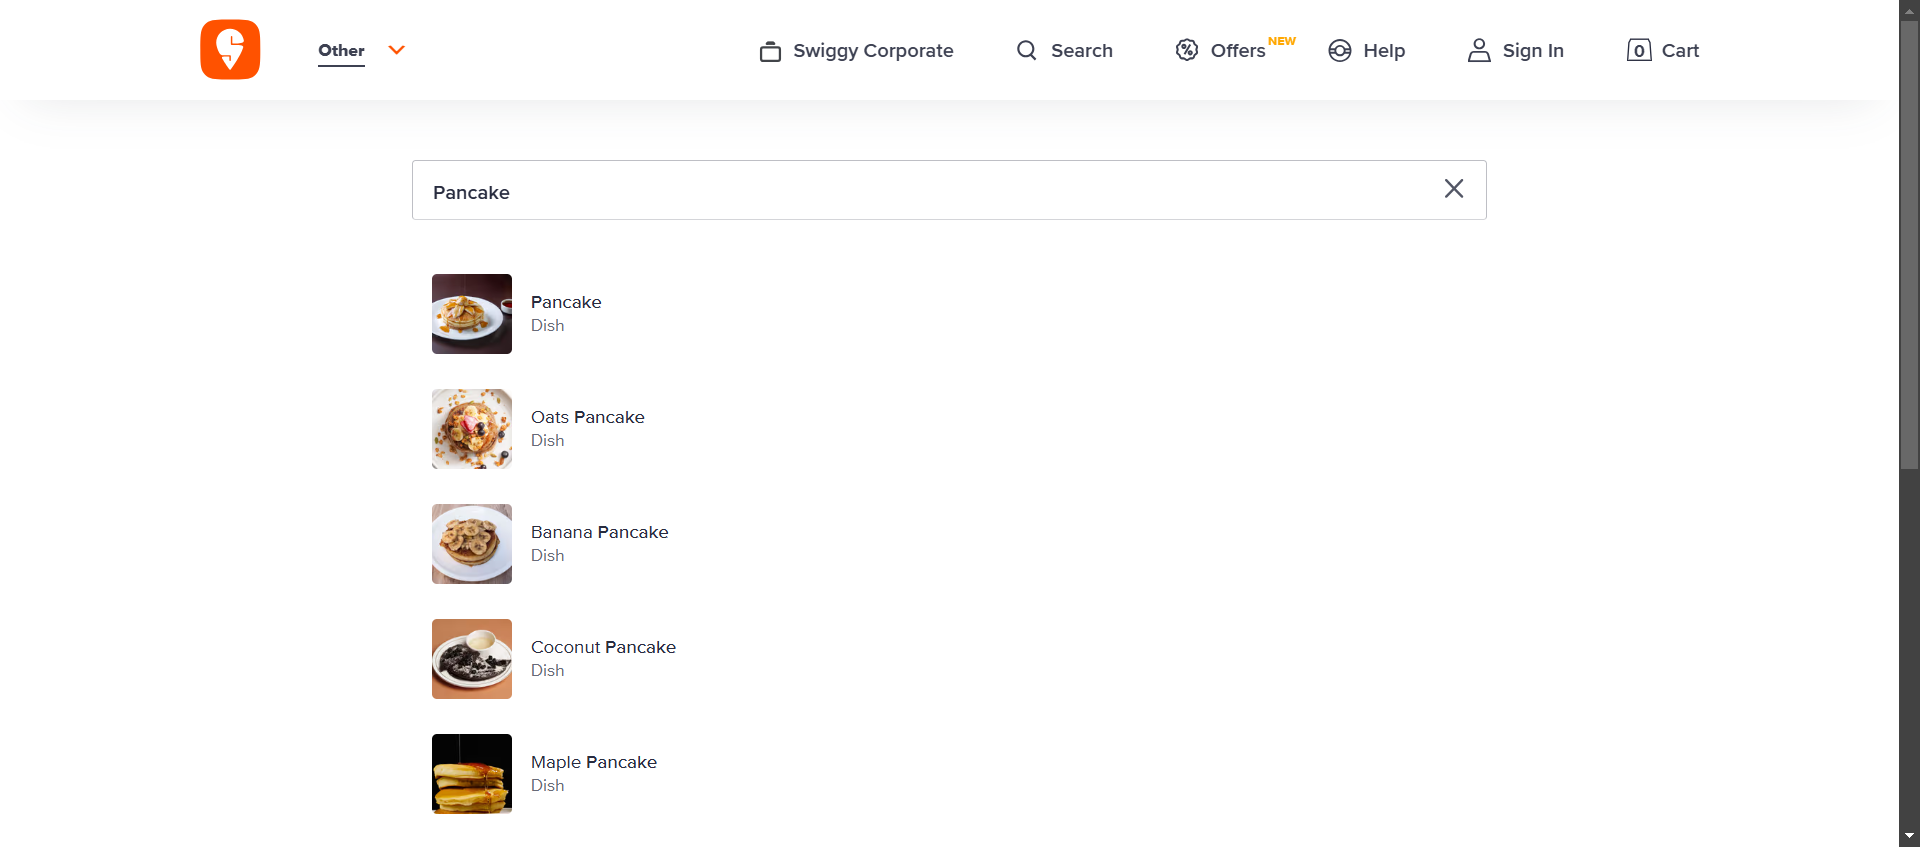 Other
Swiggy Corporate
Search
Offers NEW
Help
Sign In
0 Cart
Pancake
Pancake
Dish
Oats Pancake
Dish
Banana Pancake
Dish
Coconut Pancake
Dish
Maple Pancake
Dish